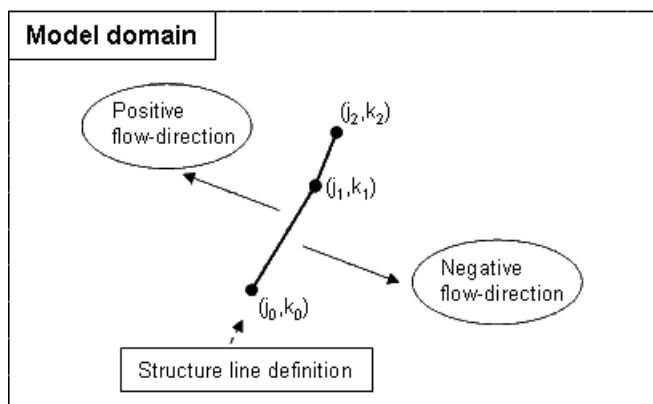 Model domain
Positive
flow-direction
(j2,k2)
(j1,k1)
Negative
flow-direction
(j0,k0)
Structure line definition